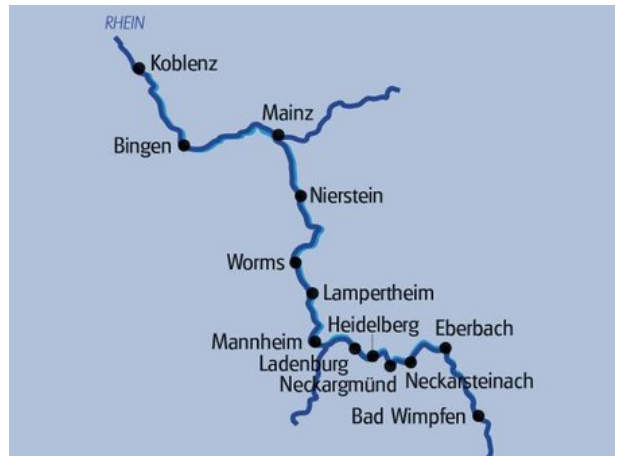 RHEIN
Koblenz
Mainz
Bingen
Nierstein
Worms
Lampertheim
Heidelberg
Eberbach
Mannheim
Ladenburg
Neckargmünd
Neckarsteinach
Bad Wimpfen